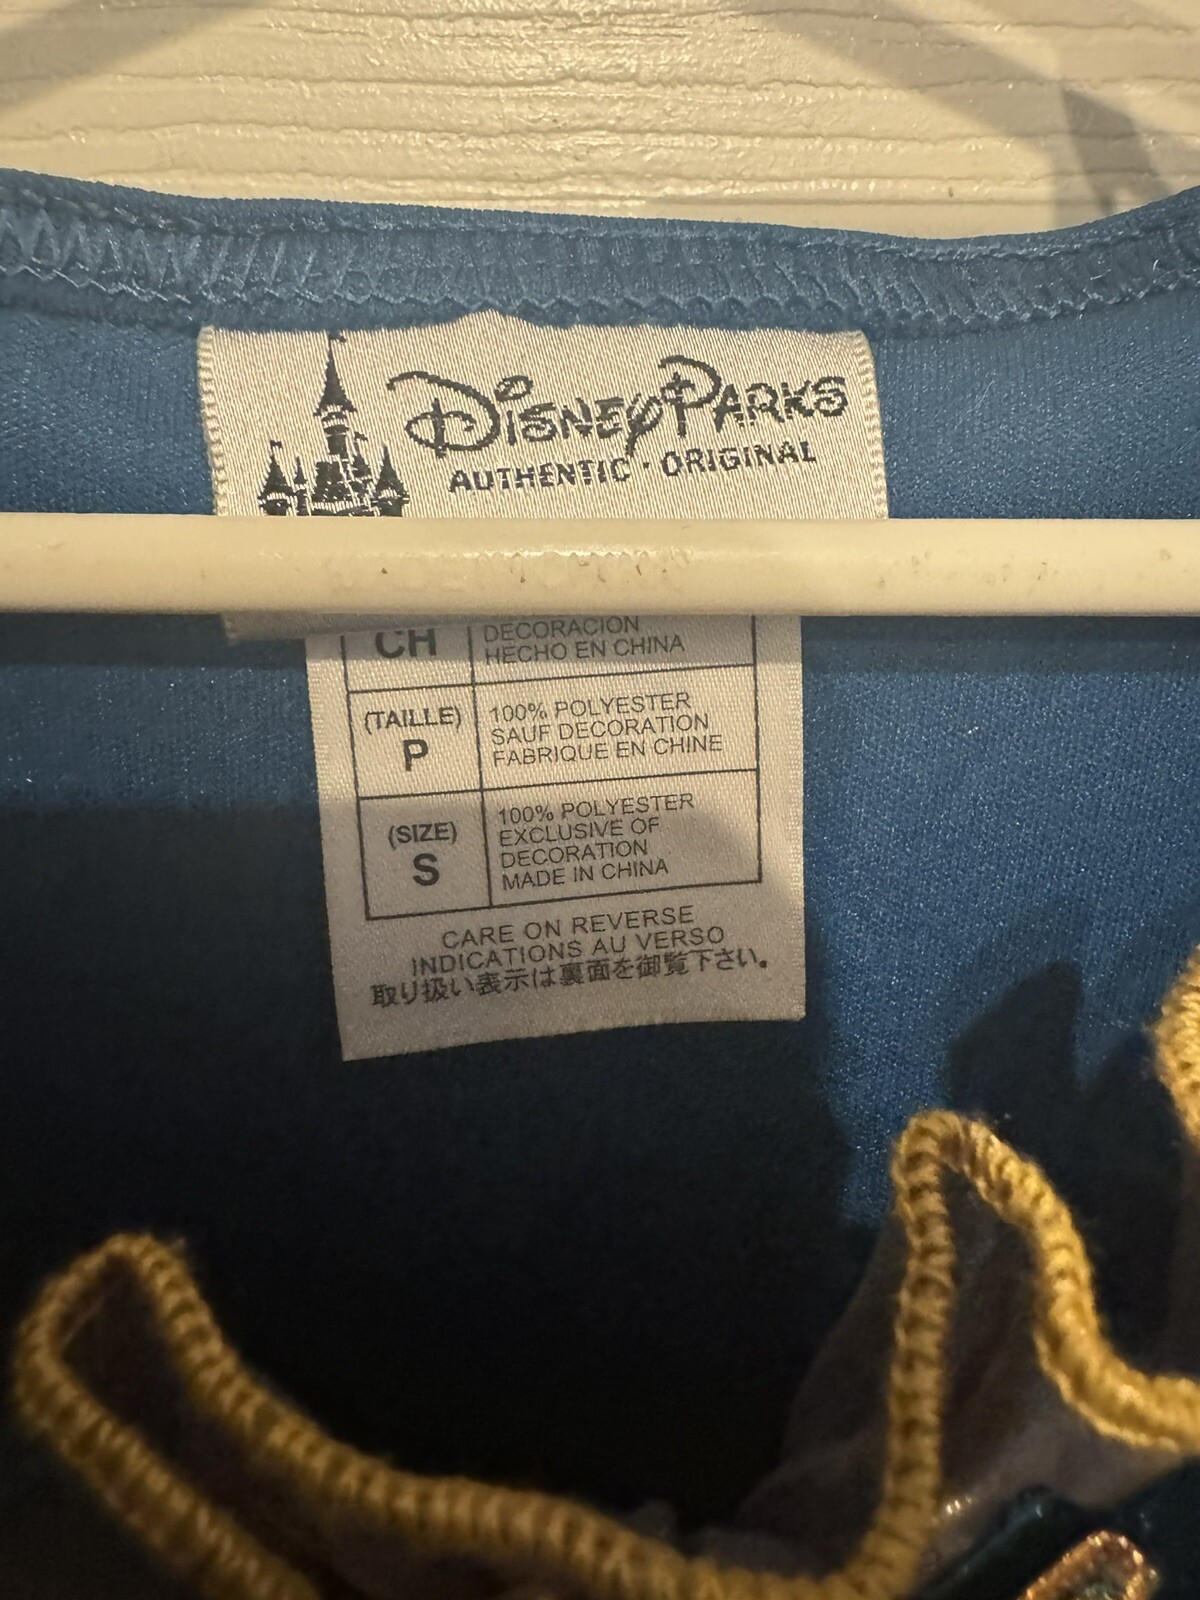 Disney Parks
AUTHENTIC · ORIGINAL
CH
DECORACION
HECHO EN CHINA
(TAILLE)
P
100% POLYESTER
SAUF DECORATION
FABRIQUE EN CHINE
(SIZE)
S
100% POLYESTER
EXCLUSIVE OF
DECORATION
MADE IN CHINA
CARE ON REVERSE
INDICATIONS AU VERSO
取り扱い表示は裏面を御覧下さい。